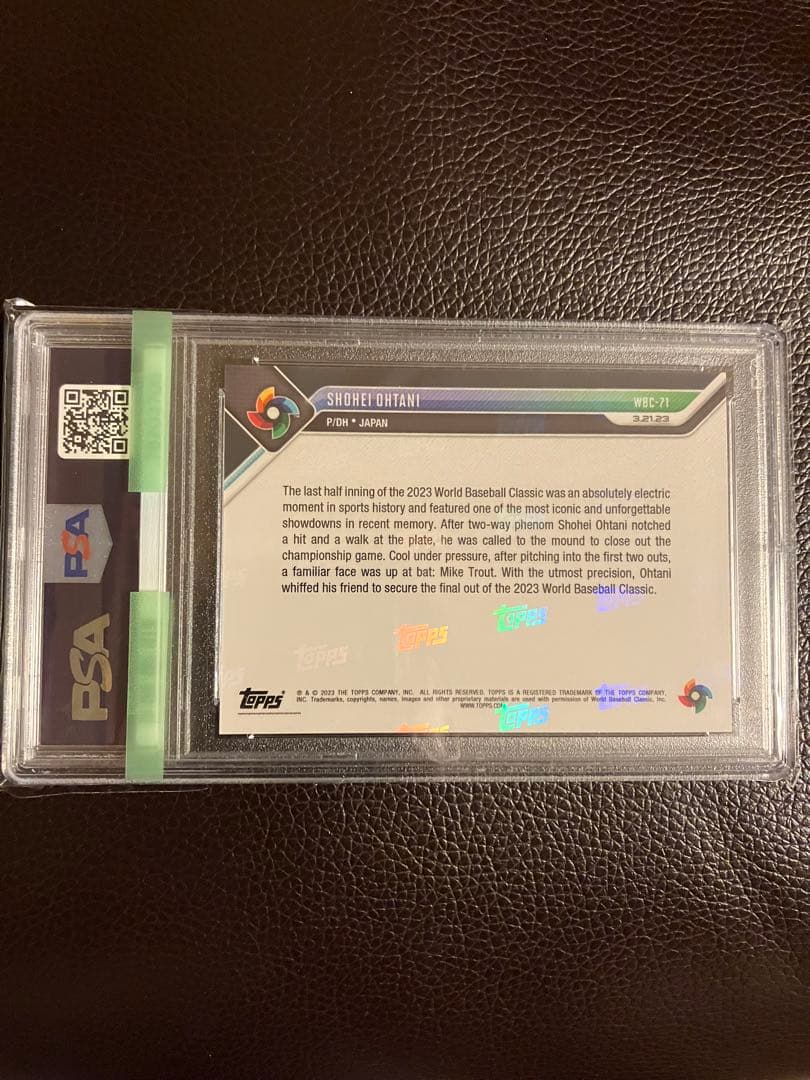 SHOHEI OHTANI
WBC-71
P/DH * JAPAN
3.21.23
The last half inning of the 2023 World Baseball Classic was an absolutely electric
moment in sports history and featured one of the most iconic and unforgettable
showdowns in recent memory. After two-way phenom Shohei Ohtani notched
a hit and a walk at the plate, he was called to the mound to close out the
championship game. Cool under pressure, after pitching into the first two outs,
a familiar face was up at bat: Mike Trout. With the utmost precision, Ohtani
whiffed his friend to secure the final out of the 2023 World Baseball Classic.
Topps
Topps
Topps
Topps
Topps
® & © 2023 THE TOPPS COMPANY, INC. ALL RIGHTS RESERVED. TOPPS IS A REGISTERED TRADEMARK OF THE TOPPS COMPANY,
INC. Trademarks, copyrights, names, images and other proprietary materials are used with permission of World Baseball Classic, Inc.
WWW.TOPPS.COM
Topps
PSA
PSA